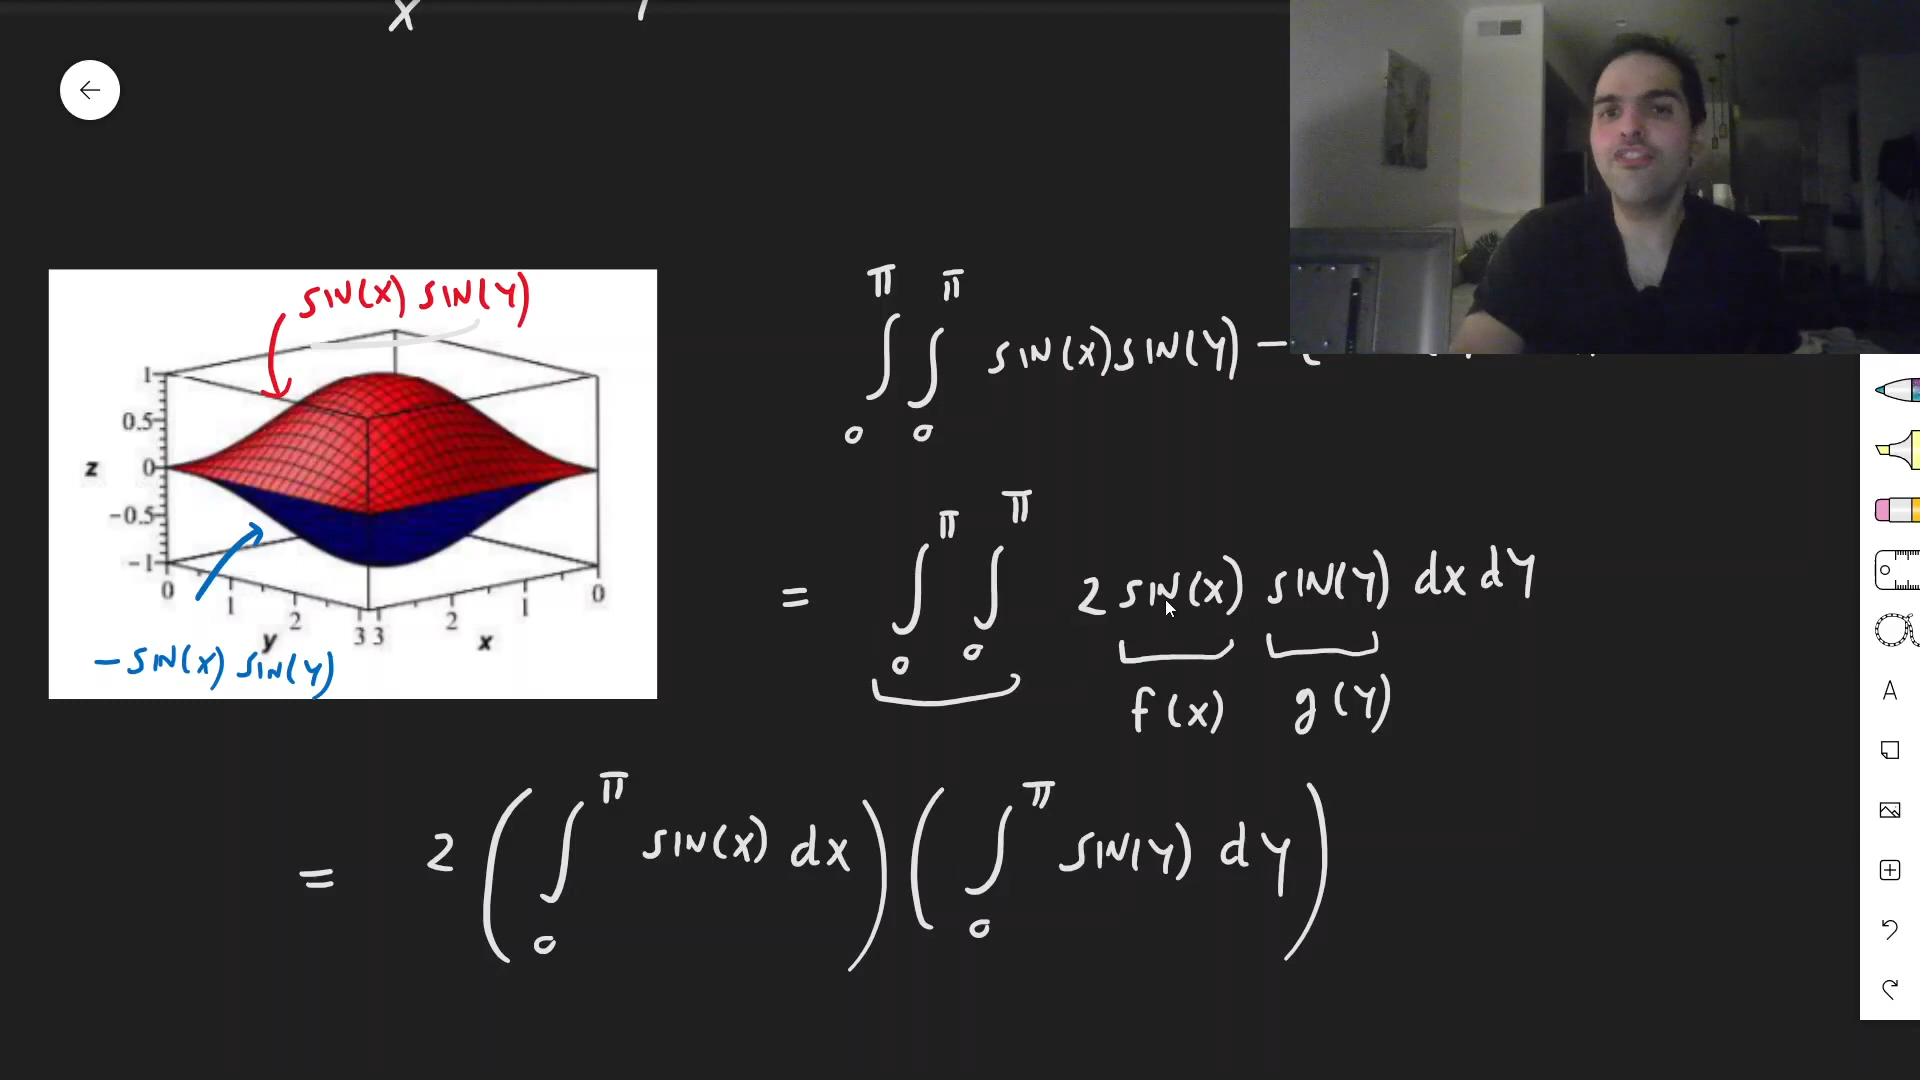 x
SIN(X) SIN(Y)
1
0.5
z
0
-0.5
-1
0 1 2 3 3 2 1 0
y x
-SIN(X) SIN(Y)
∫₀^π ∫₀^π SIN(X)SIN(Y) - (
= ∫₀^π ∫₀^π 2 SIN(X) SIN(Y) dx dY
f(x) g(Y)
= 2 (∫₀^π SIN(X) dx) (∫₀^π SIN(Y) dY)
A